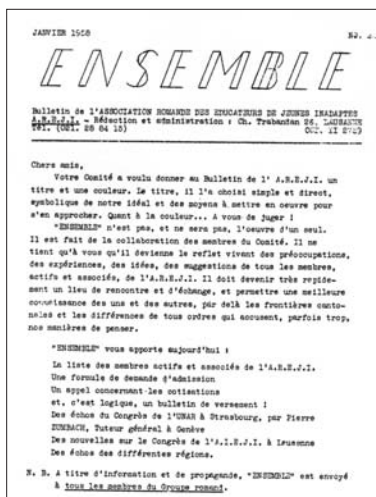 JANVIER 1968
NO.
ENSEMBLE
Bulletin de l'ASSOCIATION ROMANDE DES EDUCATEURS DE JEUNES INADAPTES
A.R.E.J.I. - Rédaction et administration : Ch. Trabandan 26, LAUSANNE
Tél. (021. 28 84 15)
Chers amis,
Votre Comité a voulu donner au Bulletin de l' A.R.E.J.I. un
titre et une couleur. Le titre, il l'a choisi simple et direct,
symbolique de notre idéal et des moyens à mettre en oeuvre pour
s'en approcher. Quant à la couleur... A vous de juger !
"ENSEMBLE" n'est pas, et ne sera pas, l'oeuvre d'un seul.
Il est fait de la collaboration des membres du Comité. Il ne
tient qu'à vous qu'il devienne le reflet vivant des préoccupations,
des expériences, des idées, des suggestions de tous les membres,
actifs et associés, de l'A.R.E.J.I. Il doit devenir très rapide-
ment un lieu de rencontre et d'échange, et permettre une meilleure
connaissance des uns et des autres, par delà les frontières canto-
nales et les différences de tous ordres qui accusent, parfois trop,
nos manières de penser.
"ENSEMBLE" vous apporte aujourd'hui :
La liste des membres actifs et associés de l'A.R.E.J.I.
Une formule de demande d'admission
Un appel concernant les cotisations
et, c'est logique, un bulletin de versement !
Des échos du Congrès de l'UNAR à Strasbourg, par Pierre
ZUMBACH, Tuteur général à Genève
Des nouvelles sur le Congrès de l'A.I.E.J.I. à Lausanne
Des échos des différentes régions.
N. B. A titre d'information et de propagande, "ENSEMBLE" est envoyé
à tous les membres du Groupe romand.